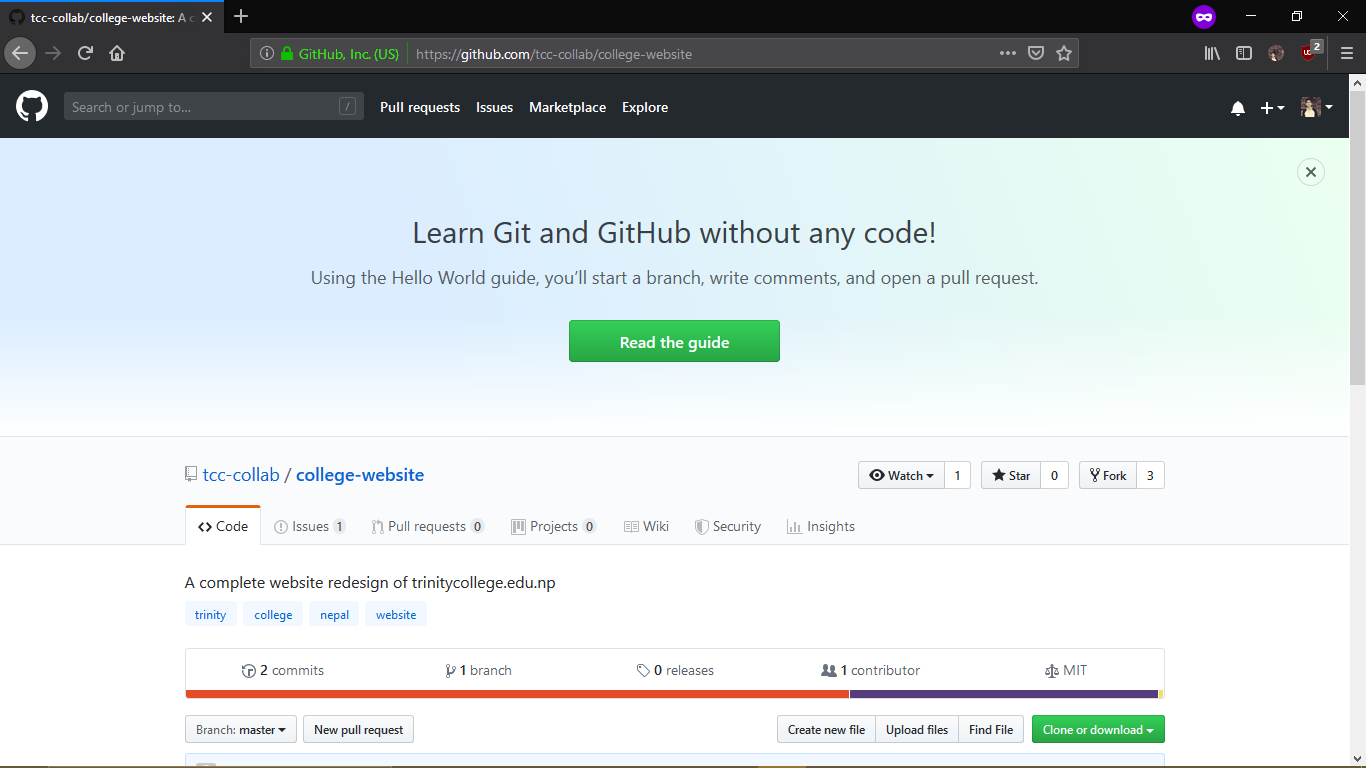 tcc-collab/college-website: A c
2
GitHub, Inc. (US) https://github.com/tcc-collab/college-website
Search or jump to... / Pull requests Issues Marketplace Explore
Learn Git and GitHub without any code!
Using the Hello World guide, you’ll start a branch, write comments, and open a pull request.
Read the guide
tcc-collab / college-website Watch 1 Star 0 Fork 3
Code Issues 1 Pull requests 0 Projects 0 Wiki Security Insights
A complete website redesign of trinitycollege.edu.np
trinity college nepal website
2 commits 1 branch 0 releases 1 contributor MIT
Branch: master New pull request Create new file Upload files Find File Clone or download